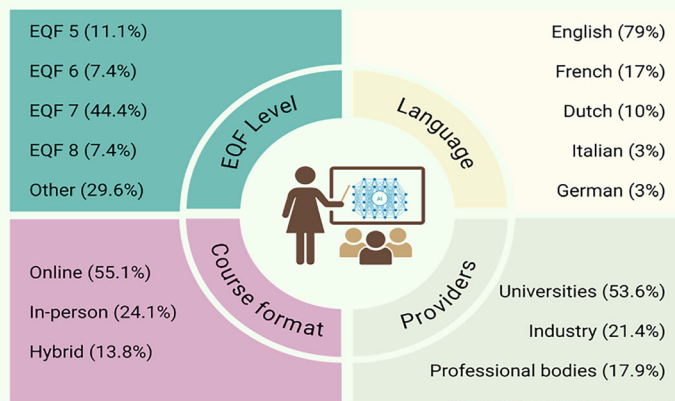 EQF 5 (11.1%)
EQF 6 (7.4%)
EQF 7 (44.4%)
EQF 8 (7.4%)
Other (29.6%)
EQF Level
Language
English (79%)
French (17%)
Dutch (10%)
Italian (3%)
German (3%)
AI
Online (55.1%)
In-person (24.1%)
Hybrid (13.8%)
Course format
Providers
Universities (53.6%)
Industry (21.4%)
Professional bodies (17.9%)